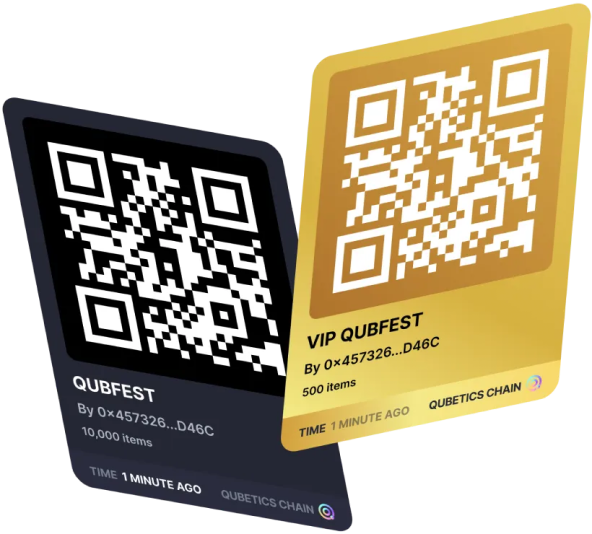 QUBFEST
By 0×457326...D46C
10,000 items
TIME 1 MINUTE AGO QUBETICS CHAIN
VIP QUBFEST
By 0×457326...D46C
500 items
TIME 1 MINUTE AGO QUBETICS CHAIN